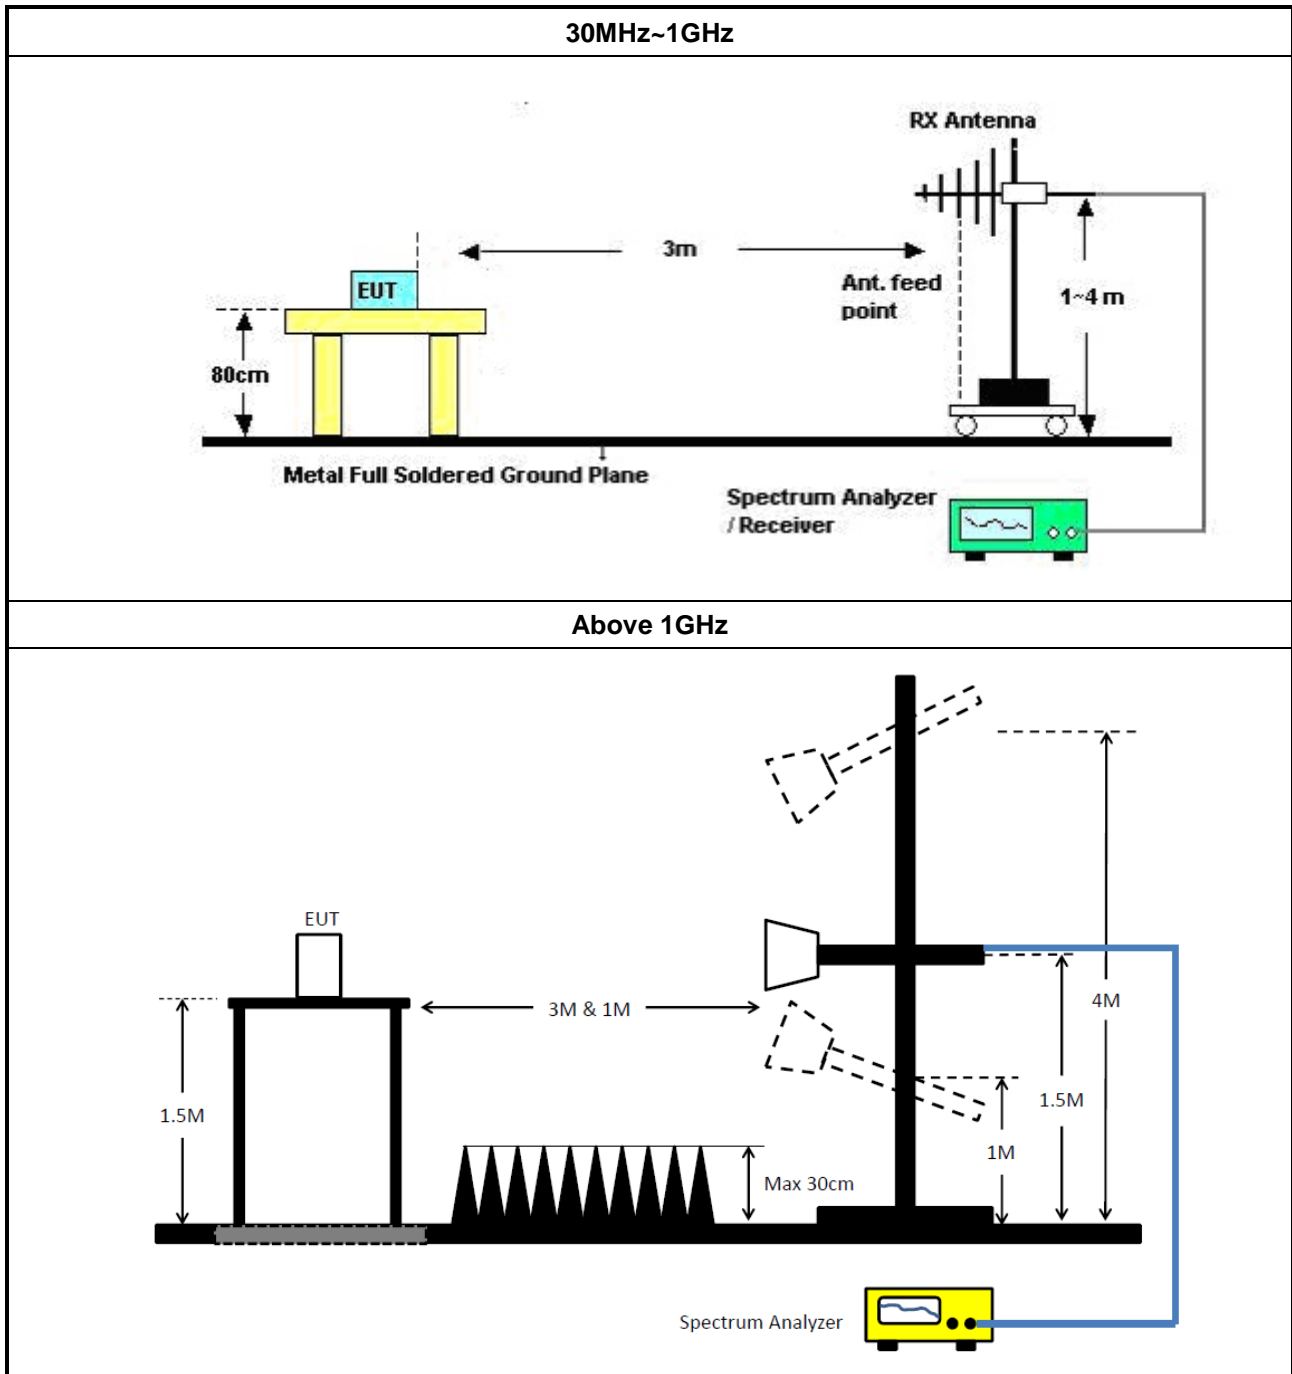 30MHz~1GHz
RX Antenna
3m
EUT
Ant. feed
point
1~4 m
80cm
Metal Full Soldered Ground Plane
Spectrum Analyzer
/ Receiver
Above 1GHz
EUT
3M & 1M
4M
1.5M
1.5M
1M
Max 30cm
Spectrum Analyzer